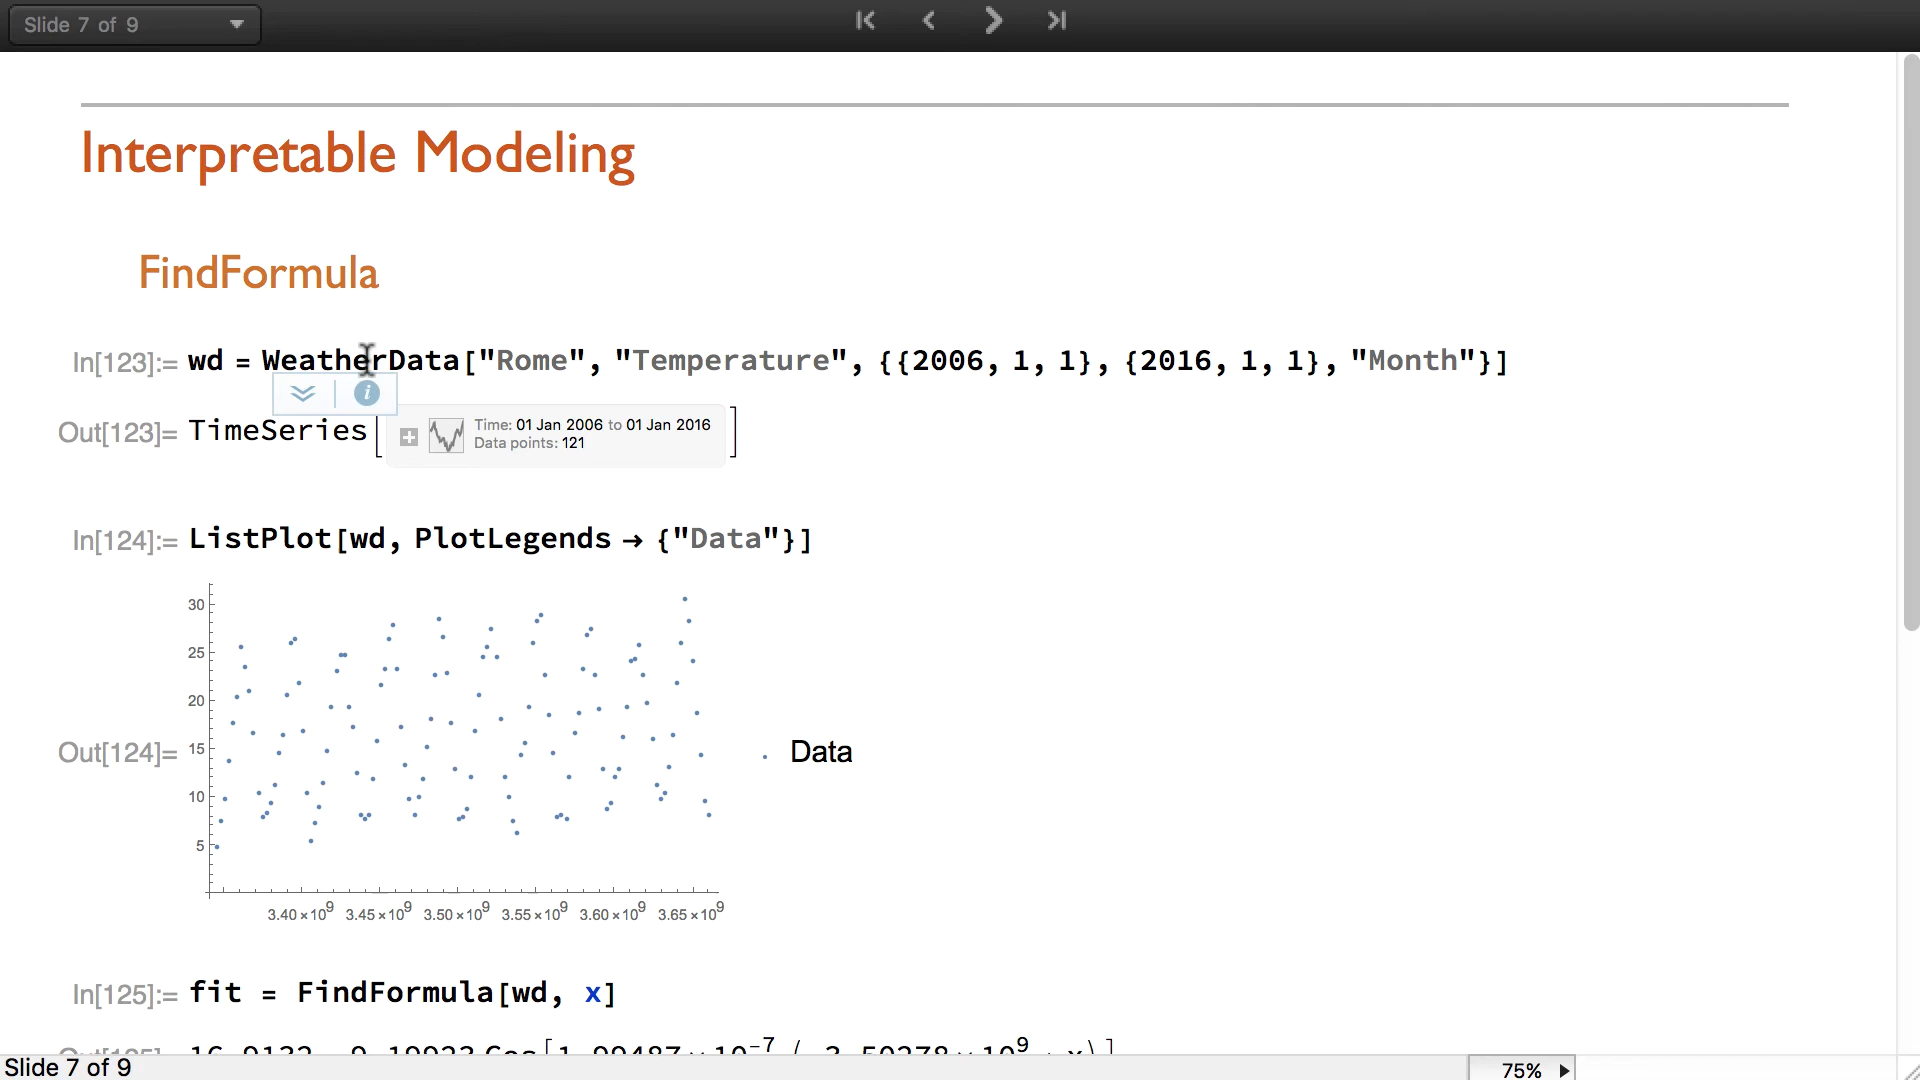 Slide 7 of 9
Interpretable Modeling
FindFormula
In[123]:= wd = WeatherData["Rome", "Temperature", {{2006, 1, 1}, {2016, 1, 1}, "Month"}]
Out[123]= TimeSeries[ Time: 01 Jan 2006 to 01 Jan 2016
Data points: 121 ]
In[124]:= ListPlot[wd, PlotLegends → {"Data"}]
30
25
20
Out[124]= 15 Data
10
5
3.40×10⁹ 3.45×10⁹ 3.50×10⁹ 3.55×10⁹ 3.60×10⁹ 3.65×10⁹
In[125]:= fit = FindFormula[wd, x]
Slide 7 of 9 75%